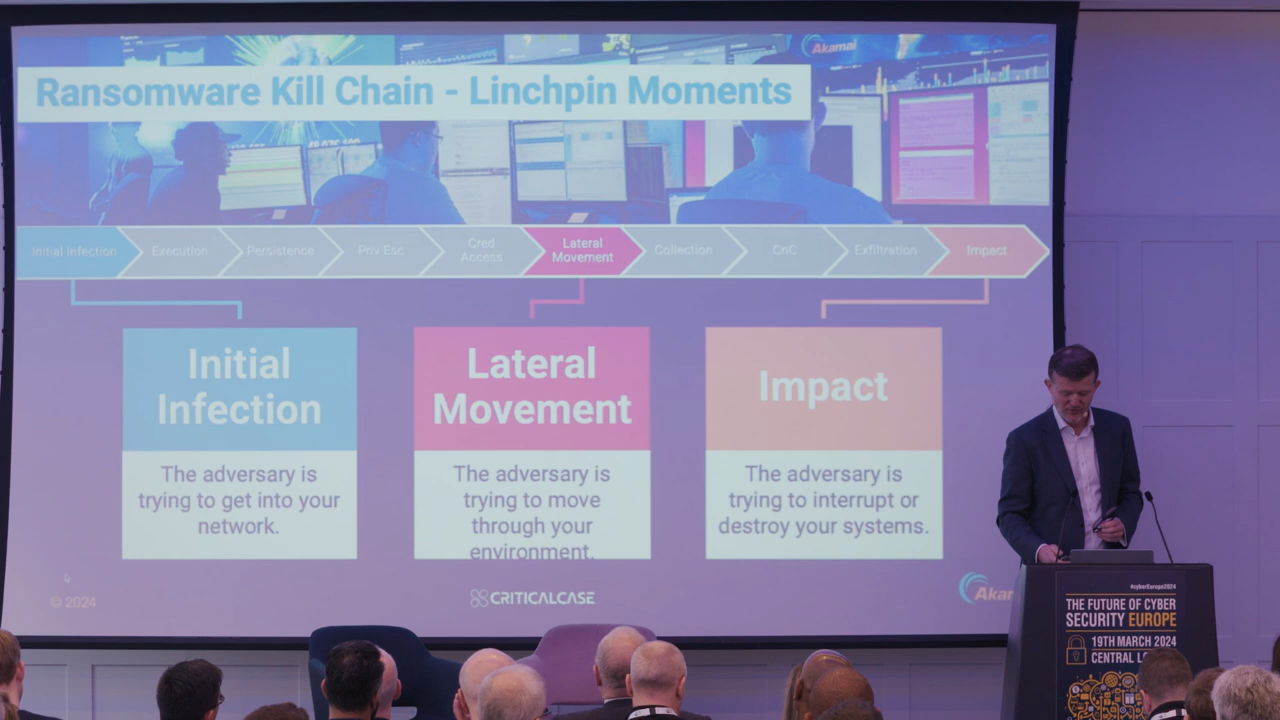 Akamai
Ransomware Kill Chain - Linchpin Moments
Initial Infection
Execution
Persistence
Priv Esc
Cred
Access
Lateral
Movement
Collection
CnC
Exfiltration
Impact
Initial
Infection
The adversary is
trying to get into your
network.
Lateral
Movement
The adversary is
trying to move
through your
environment.
Impact
The adversary is
trying to interrupt or
destroy your systems.
© 2024
CRITICALCASE
Akam
#cyberEurope2024
THE FUTURE OF CYBER
SECURITY EUROPE
19TH MARCH 2024
CENTRAL L